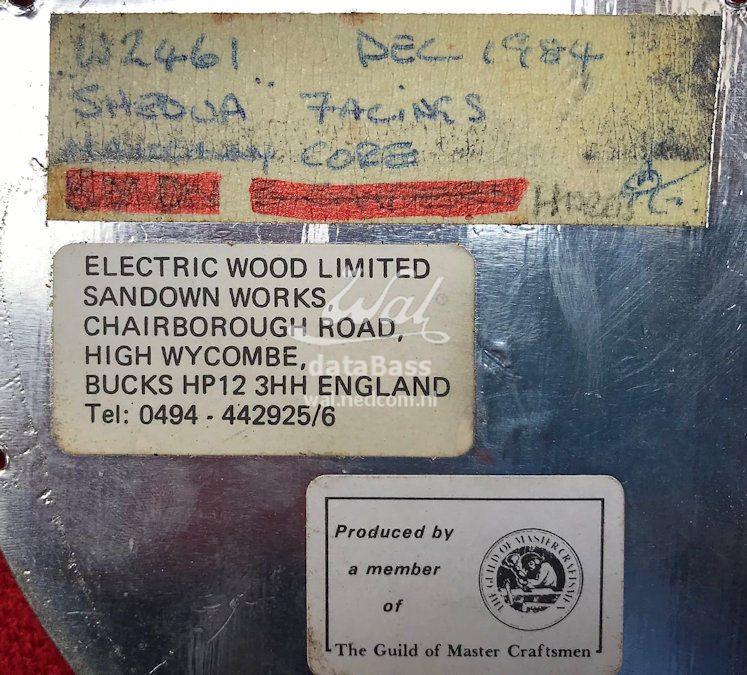 "W2461" DEC 1984
"SHEDUA" FACINGS
MAHOGANY CORE
ELECTRIC WOOD LIMITED
SANDOWN WORKS,
CHAIRBOROUGH ROAD,
HIGH WYCOMBE,
BUCKS HP12 3HH ENGLAND
Tel: 0494 - 442925/6
Wal
dataBass
wal.nedcom.nl
Produced by
a member
of
The Guild of Master Craftsmen
THE GUILD OF MASTER CRAFTSMEN